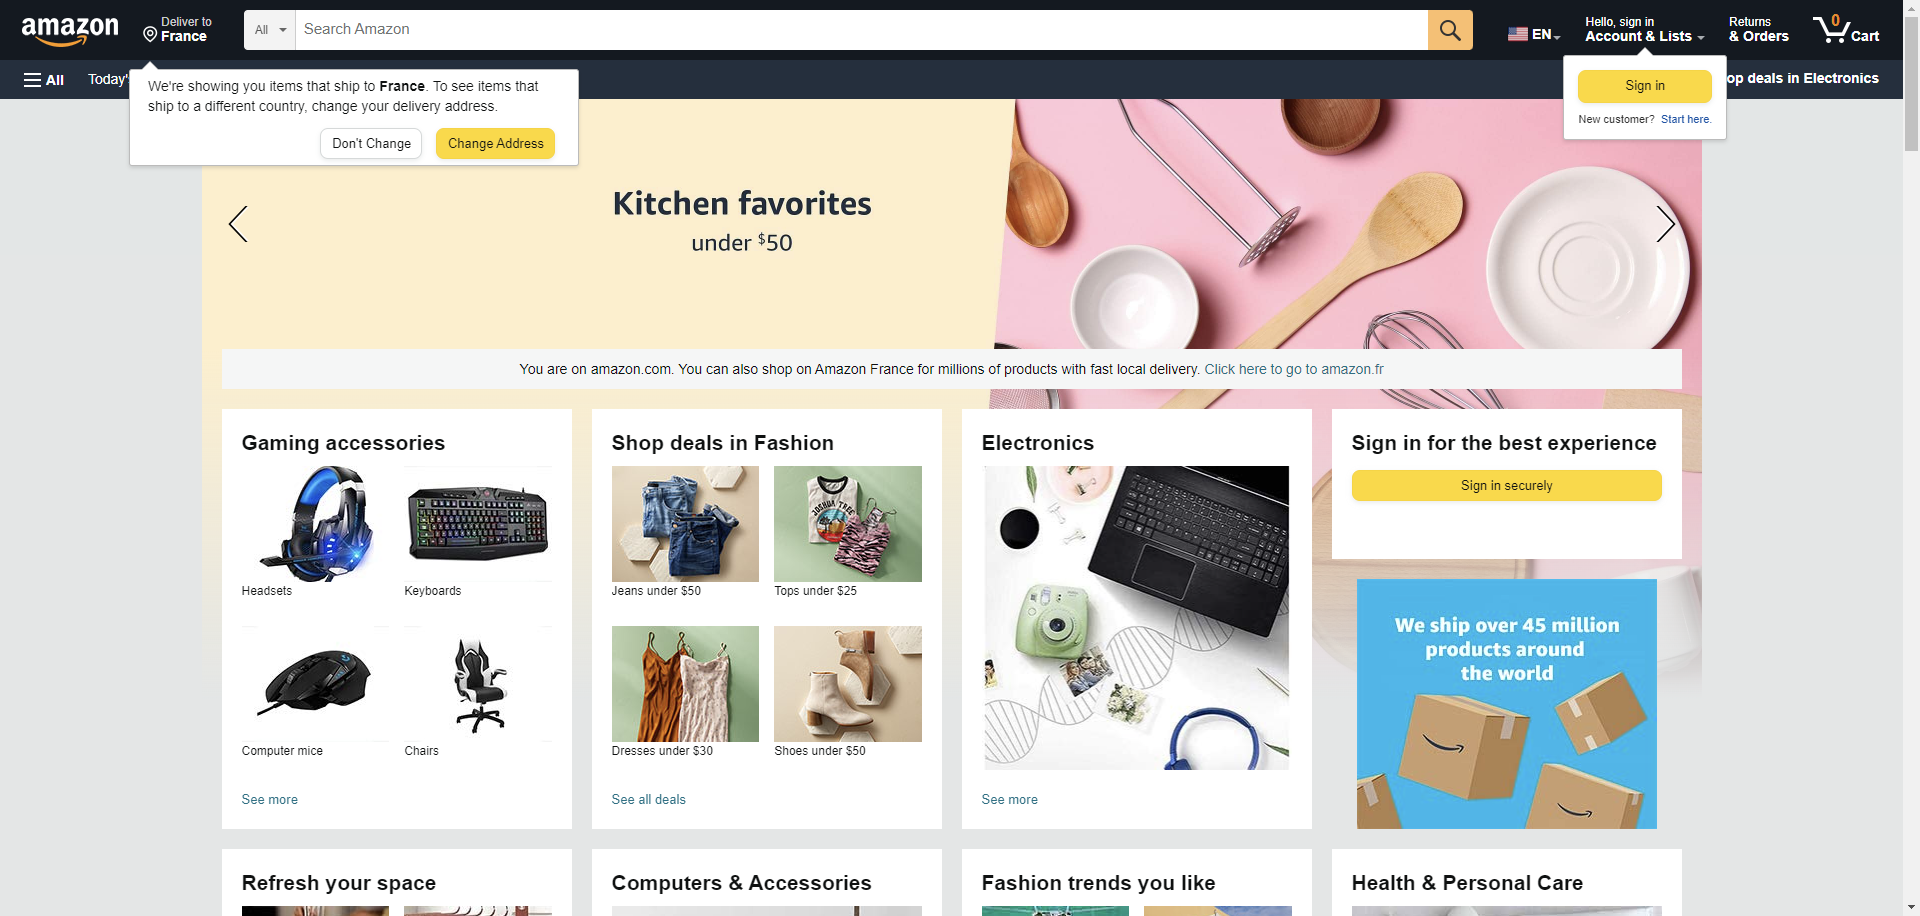 amazon
Deliver to
France
All
Search Amazon
EN
Hello, sign in
Account & Lists
Returns
& Orders
0
Cart
All
Today'
op deals in Electronics
We're showing you items that ship to France. To see items that
ship to a different country, change your delivery address.
Don't Change
Change Address
Sign in
New customer? Start here.
Kitchen favorites
under $50
You are on amazon.com. You can also shop on Amazon France for millions of products with fast local delivery. Click here to go to amazon.fr
Gaming accessories
Headsets
Keyboards
Computer mice
Chairs
See more
Shop deals in Fashion
JOSHUA TREE
Jeans under $50
Tops under $25
Dresses under $30
Shoes under $50
See all deals
Electronics
See more
Sign in for the best experience
Sign in securely
We ship over 45 million
products around
the world
Refresh your space
Computers & Accessories
Fashion trends you like
Health & Personal Care